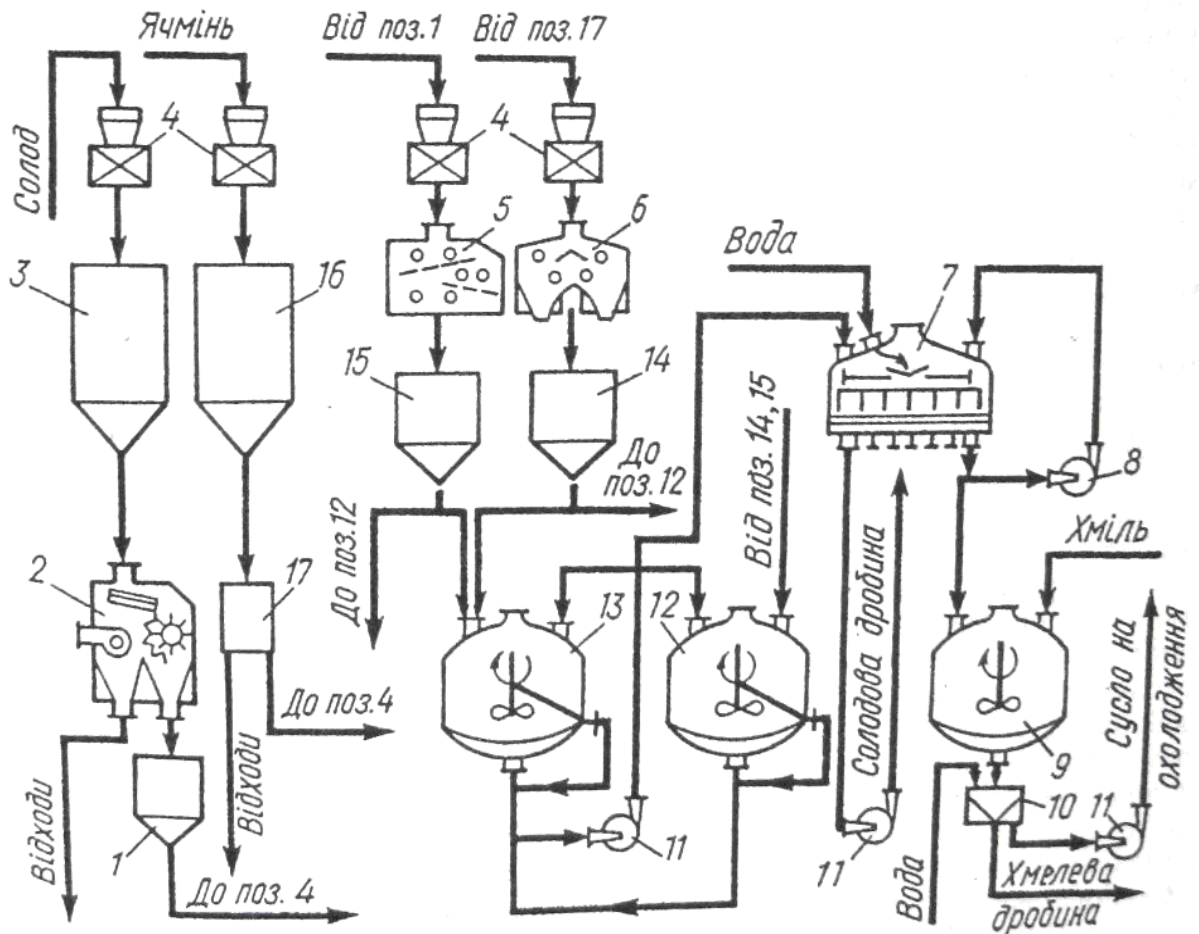 Ячмінь
Від поз.1
Від поз.17
Солод
4
4
5
6
Вода
3
16
7
15
14
До
поз.12
Від поз. 14, 15
8
До поз.12
Солодова дробина
Хміль
2
17
13
12
Сусло на
охолодження
До поз.4
9
Відходи
Відходи
1
10
11
11
11
До поз. 4
Вода
Хмелева
дробина